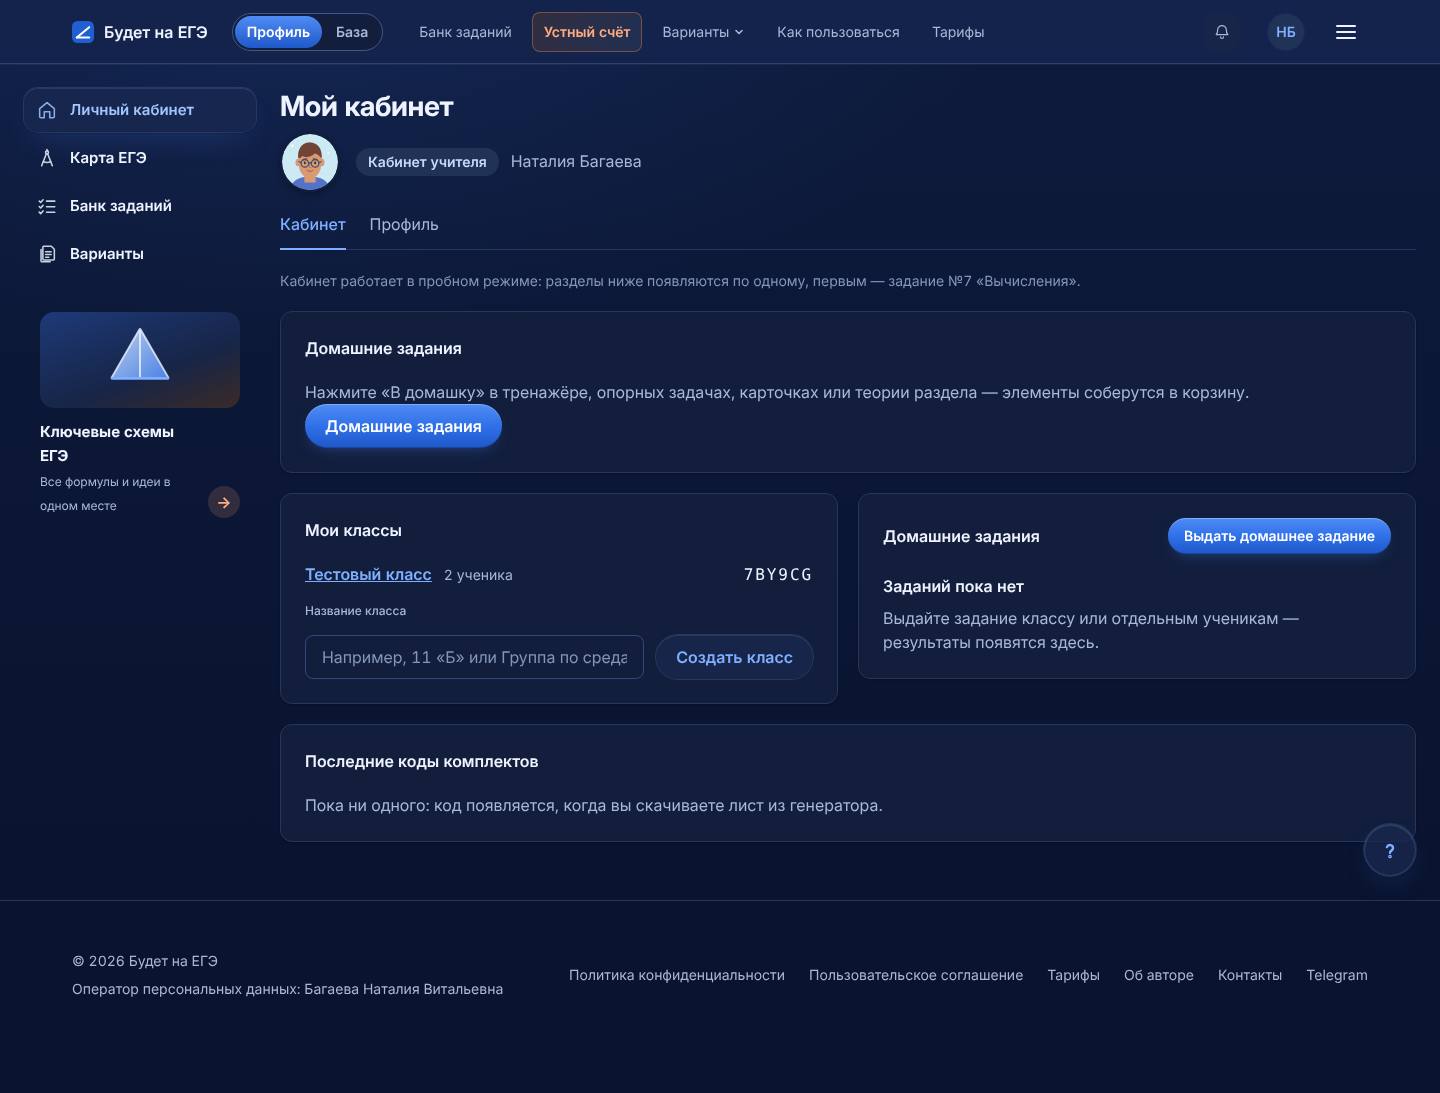 Будет на ЕГЭ
Профиль
База
Банк заданий
Устный счёт
Варианты
Как пользоваться
Тарифы
НБ
Личный кабинет
Карта ЕГЭ
Банк заданий
Варианты
Ключевые схемы
ЕГЭ
Все формулы и идеи в
одном месте
Мой кабинет
Кабинет учителя
Наталия Багаева
Кабинет
Профиль
Кабинет работает в пробном режиме: разделы ниже появляются по одному, первым — задание №7 «Вычисления».
Домашние задания
Нажмите «В домашку» в тренажёре, опорных задачах, карточках или теории раздела — элементы соберутся в корзину.
Домашние задания
Мои классы
Тестовый класс 2 ученика 7BY9CG
Название класса
Например, 11 «Б» или Группа по среда
Создать класс
Домашние задания
Выдать домашнее задание
Заданий пока нет
Выдайте задание классу или отдельным ученикам —
результаты появятся здесь.
Последние коды комплектов
Пока ни одного: код появляется, когда вы скачиваете лист из генератора.
?
© 2026 Будет на ЕГЭ
Оператор персональных данных: Багаева Наталия Витальевна
Политика конфиденциальности
Пользовательское соглашение
Тарифы
Об авторе
Контакты
Telegram